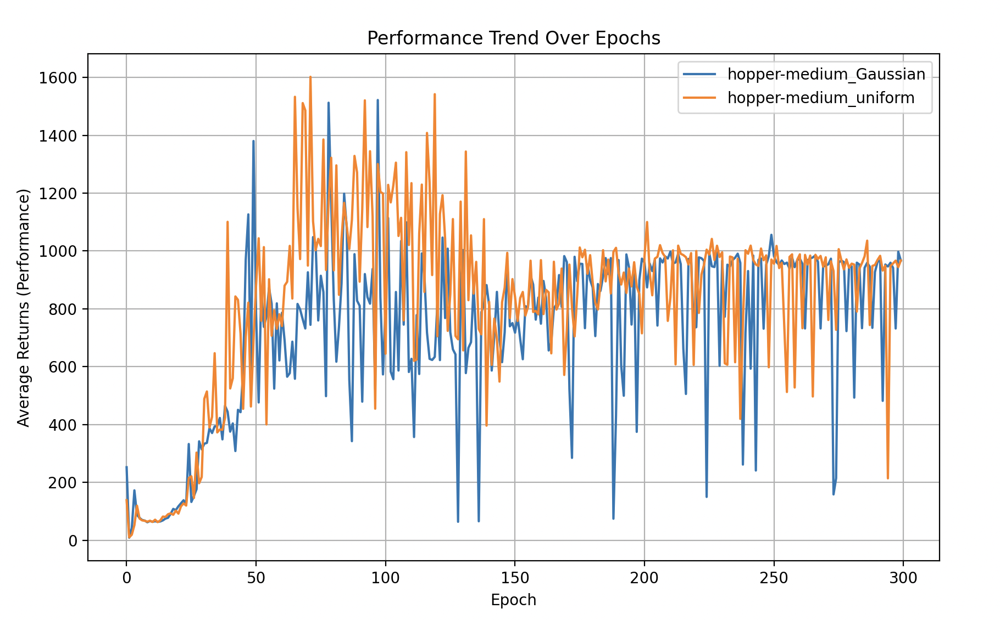 Performance Trend Over Epochs
hopper-medium_Gaussian
hopper-medium_uniform
Average Returns (Performance)
1600
1400
1200
1000
800
600
400
200
0
0 50 100 150 200 250 300
Epoch